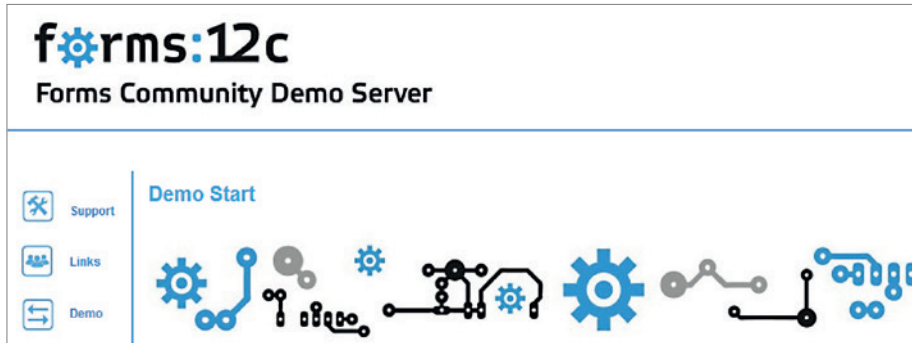 forms:12c
Forms Community Demo Server
Demo Start
Support
Links
Demo